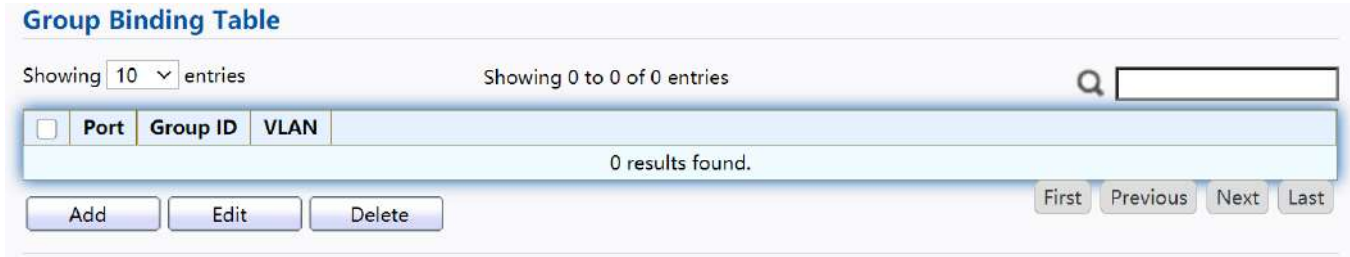 Group Binding Table
Showing 10 entries Showing 0 to 0 of 0 entries
Port Group ID VLAN
0 results found.
Add Edit Delete First Previous Next Last